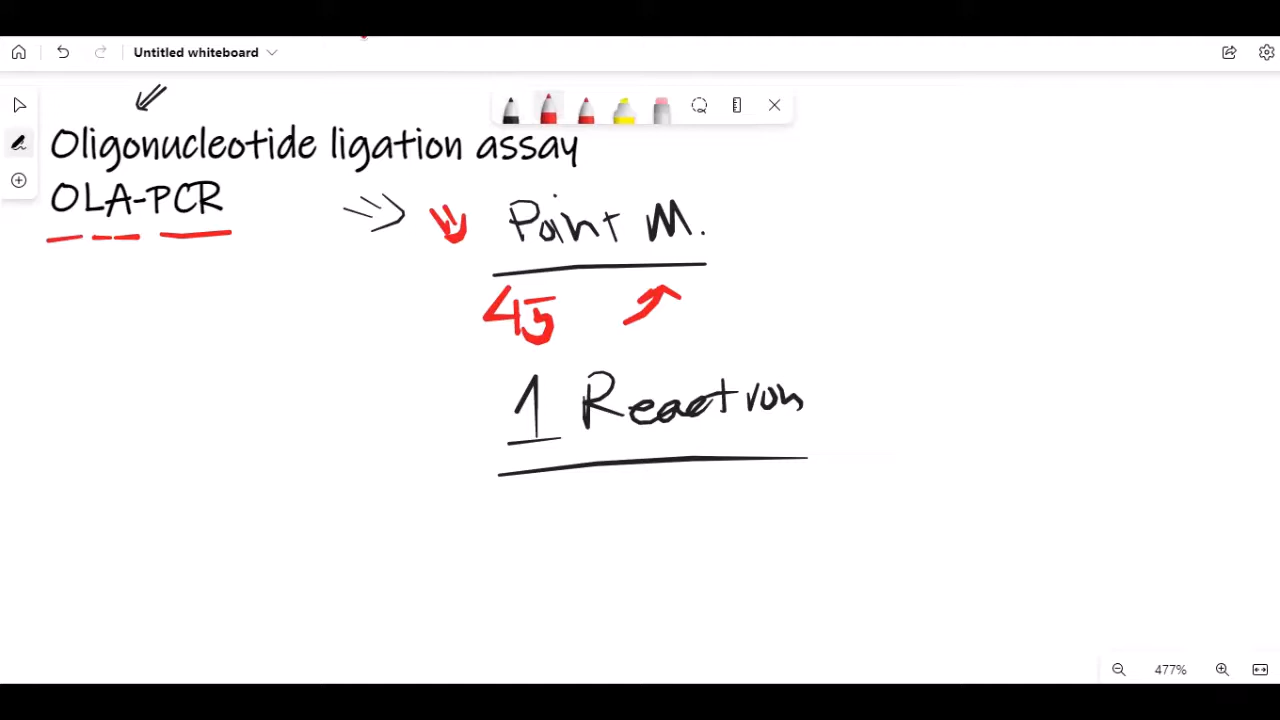 Untitled whiteboard
Oligonucleotide ligation assay
OLA-PCR
Point M.
45
1 Reaction
477%